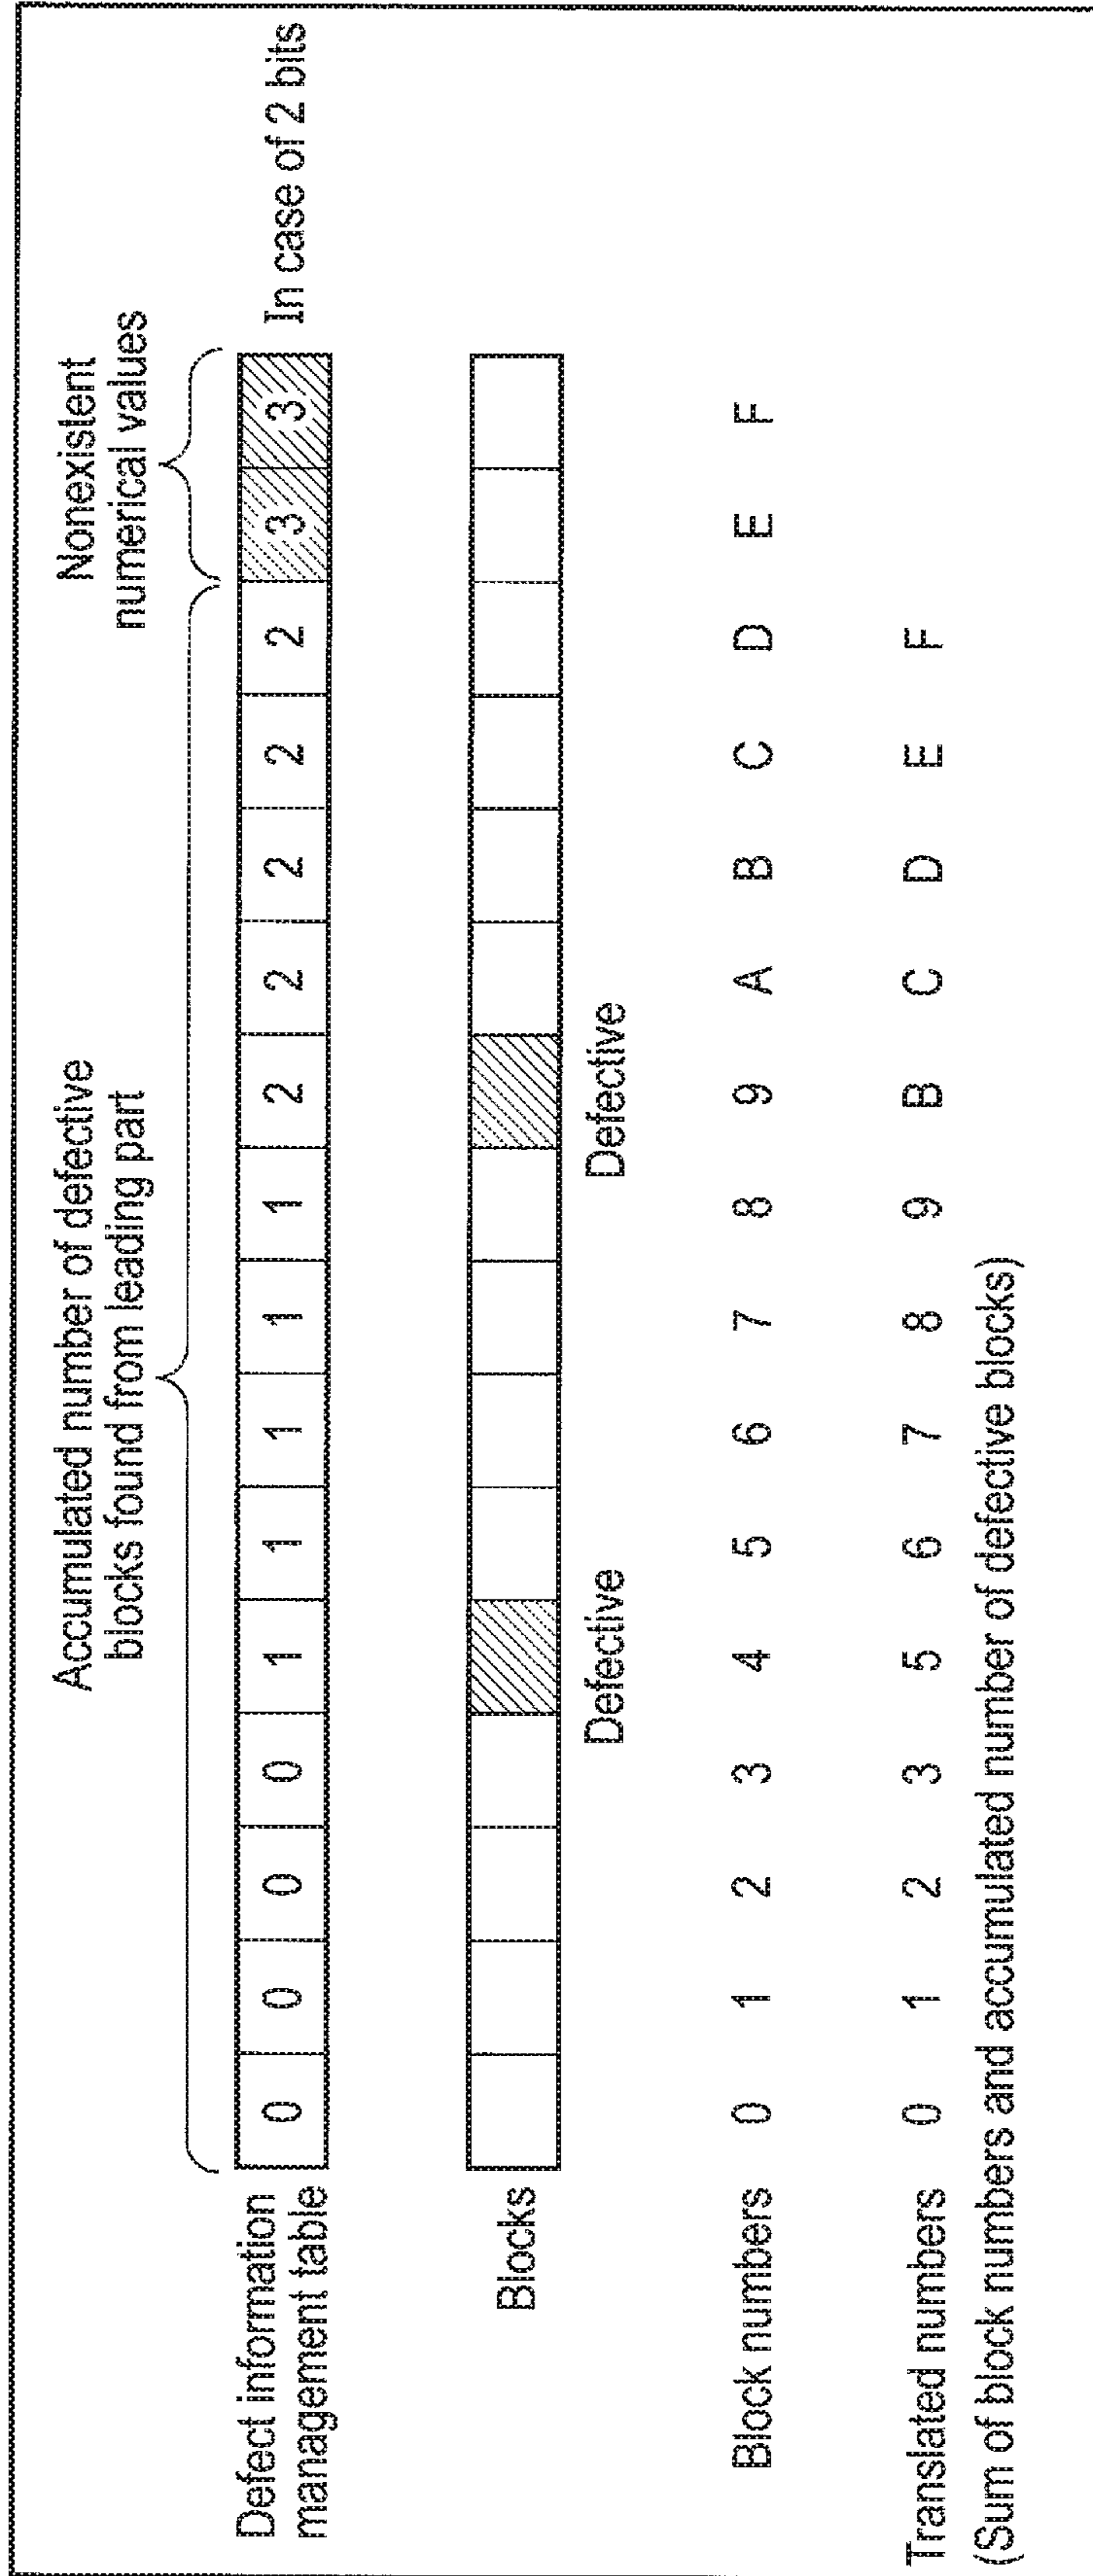 Accumulated number of defective
blocks found from leading part
Nonexistent
numerical values
Defect information
management table
0 0 0 0 1 1 1 1 1 2 2 2 2 2 3 3
In case of 2 bits
Blocks
Defective
Defective
Block numbers
0 1 2 3 4 5 6 7 8 9 A B C D E F
Translated numbers
0 1 2 3 5 6 7 8 9 B C D E F
(Sum of block numbers and accumulated number of defective blocks)